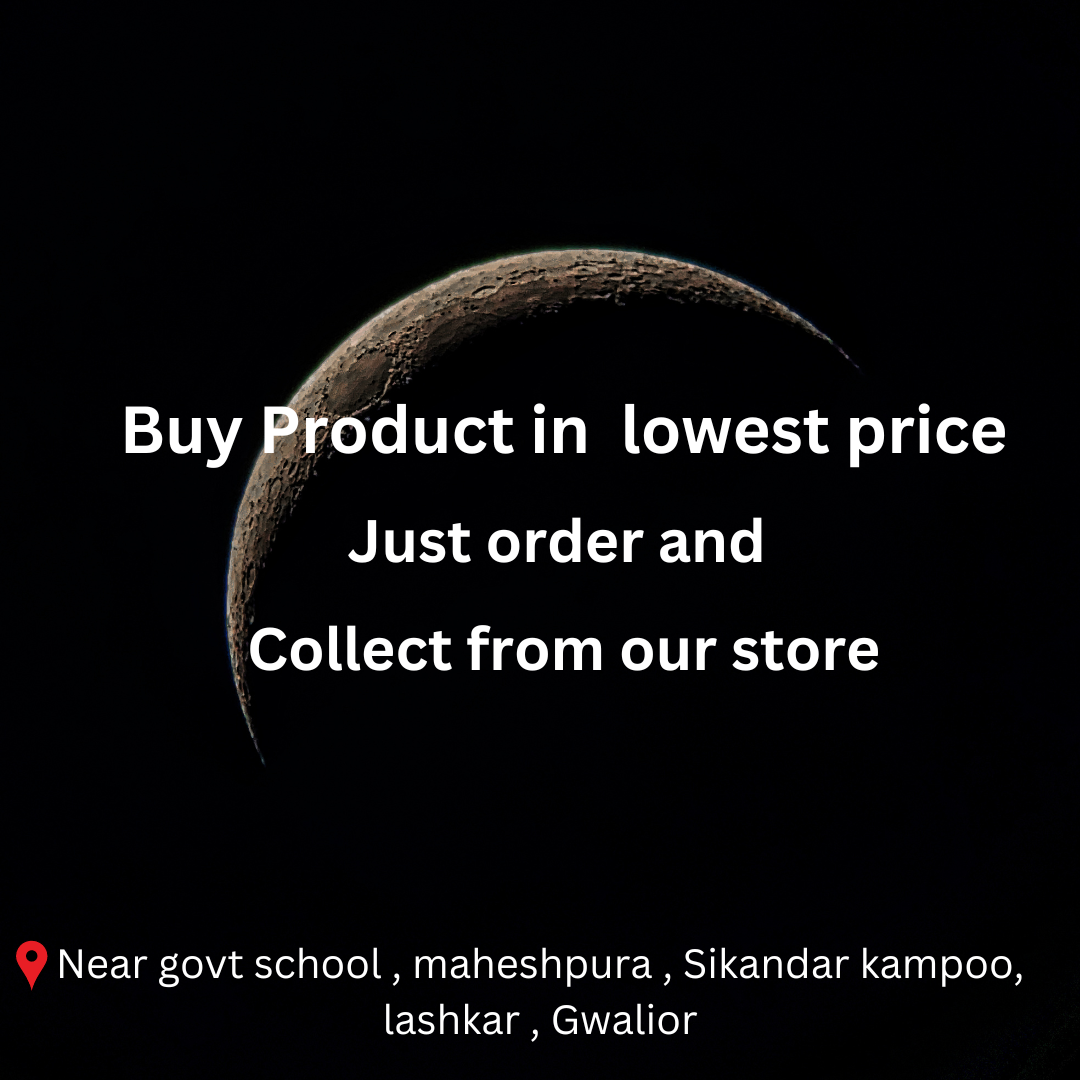 Buy Product in  lowest price
Just order and
Collect from our store
Near govt school , maheshpura , Sikandar kampoo,
lashkar , Gwalior